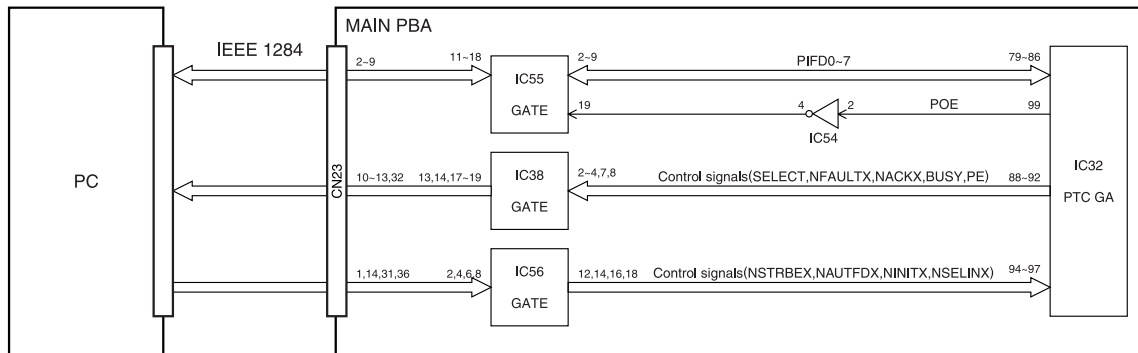 MAIN PBA
IEEE 1284
PC
CN23
2~9
11~18
IC55
GATE
2~9
PIFD0~7
79~86
19
4
2
IC54
POE
99
10~13,32
13,14,17~19
IC38
GATE
2~4,7,8
Control signals(SELECT,NFAULTX,NACKX,BUSY,PE)
88~92
IC32
PTC GA
1,14,31,36
2,4,6,8
IC56
GATE
12,14,16,18
Control signals(NSTRBEX,NAUTFDX,NINITX,NSELINX)
94~97